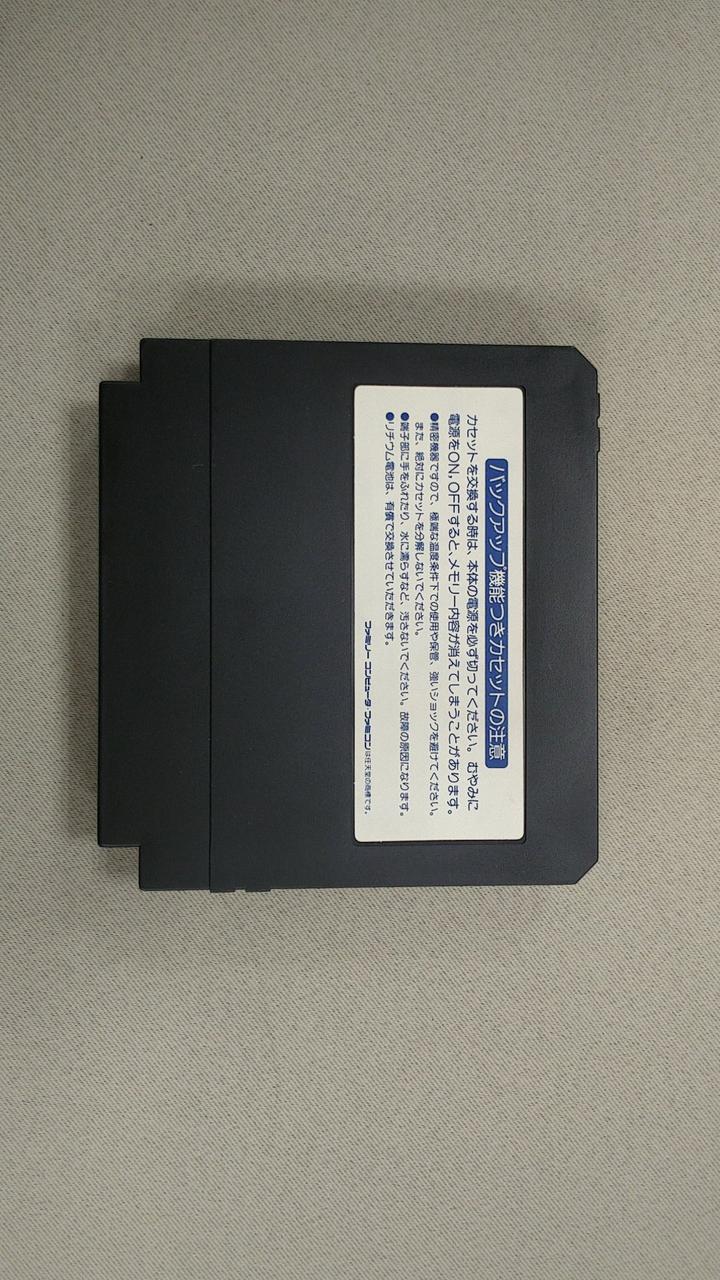 バックアップ機能つきカセットの注意
カセットを交換する時は、本体の電源を必ず切ってください。むやみに
電源をON,OFFすると、メモリー内容が消えてしまうことがあります。
●精密機器ですので、極端な温度条件下での使用や保管、強いショックを避けてください。
また、絶対にカセットを分解しないでください。
●端子部に手をふれたり、水に濡らすなど、汚さないでください。故障の原因になります。
●リチウム電池は、有償で交換させていただきます。
ファミリーコンピュータ・ファミコンは任天堂の商標です。